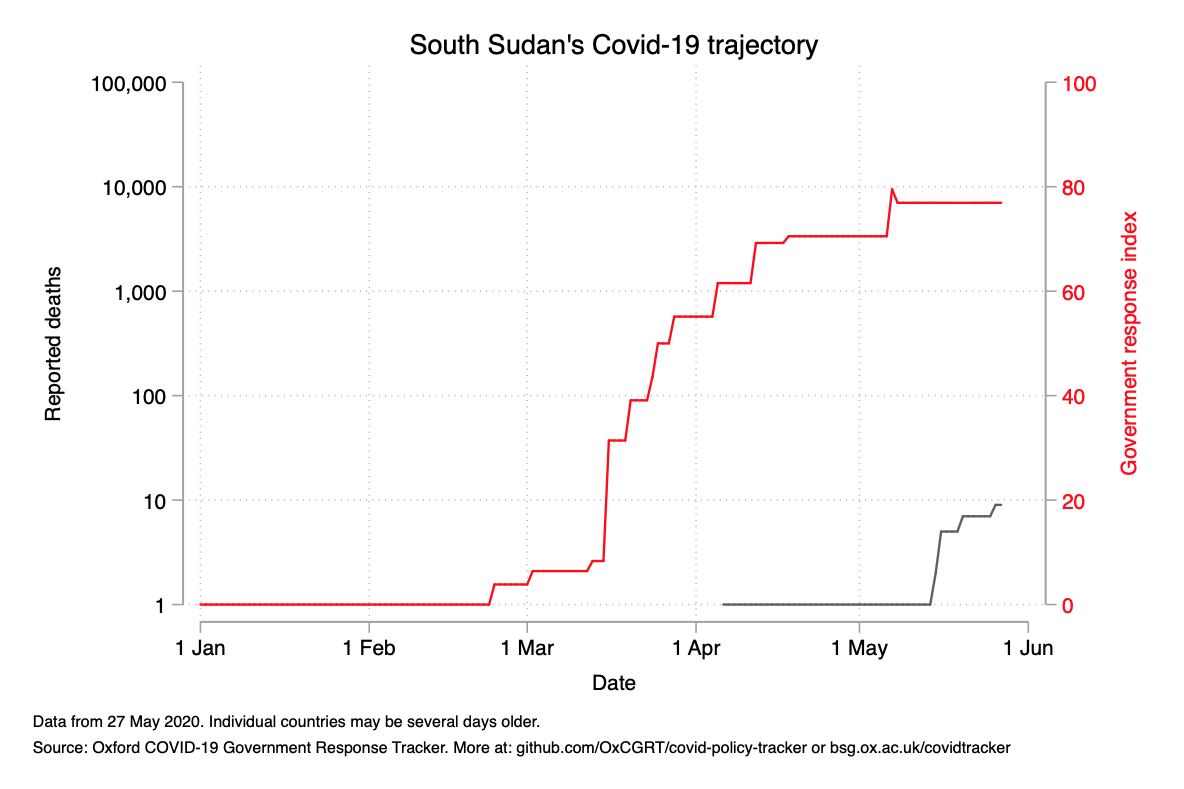 South Sudan's Covid-19 trajectory
100,000
10,000
1,000
100
10
1
Reported deaths
100
80
60
40
20
0
Government response index
1 Jan
1 Feb
1 Mar
1 Apr
1 May
1 Jun
Date
Data from 27 May 2020. Individual countries may be several days older.
Source: Oxford COVID-19 Government Response Tracker. More at: github.com/OxCGRT/covid-policy-tracker or bsg.ox.ac.uk/covidtracker